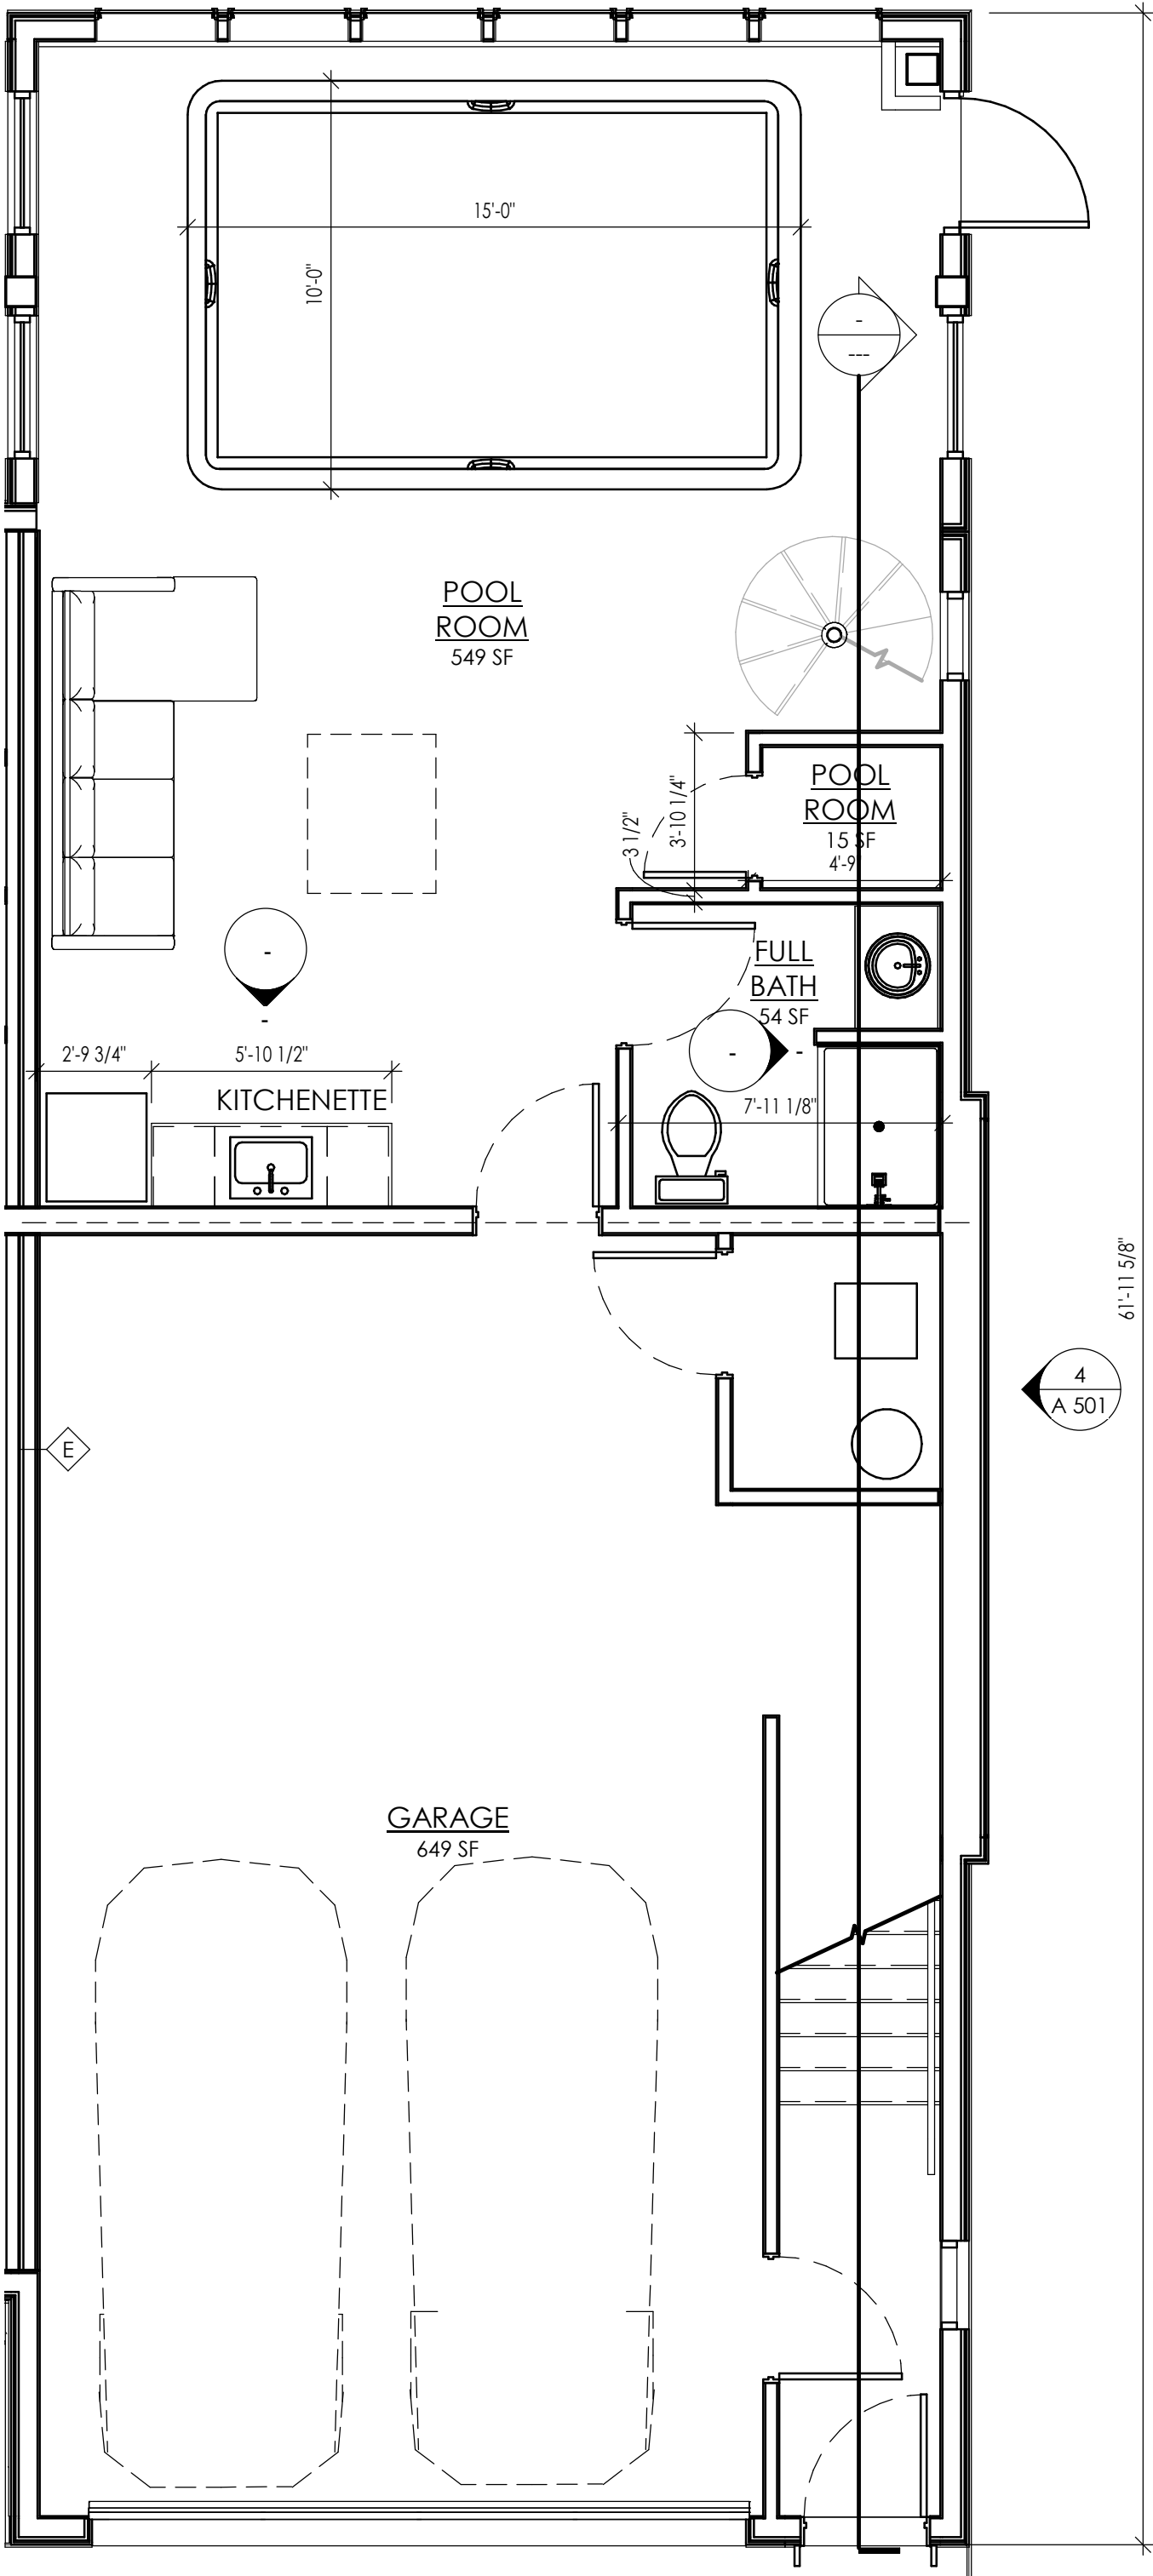 15'-0"
10'-0"
-
---
POOL
ROOM
549 SF
POOL
ROOM
15 SF
4'-9"
3'-10 1/4"
3 1/2"
FULL
BATH
54 SF
-
-
-
-
2'-9 3/4"
5'-10 1/2"
KITCHENETTE
7'-11 1/8"
61'-11 5/8"
4
A 501
E
GARAGE
649 SF